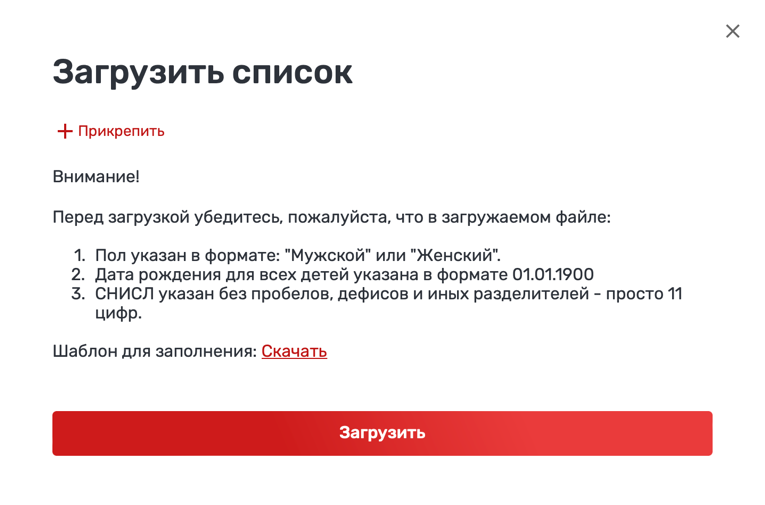 Загрузить список
Прикрепить
Внимание!
Перед загрузкой убедитесь, пожалуйста, что в загружаемом файле:
1. Пол указан в формате: "Мужской" или "Женский".
2. Дата рождения для всех детей указана в формате 01.01.1900
3. СНИСЛ указан без пробелов, дефисов и иных разделителей - просто 11
цифр.
Шаблон для заполнения: Скачать
Загрузить